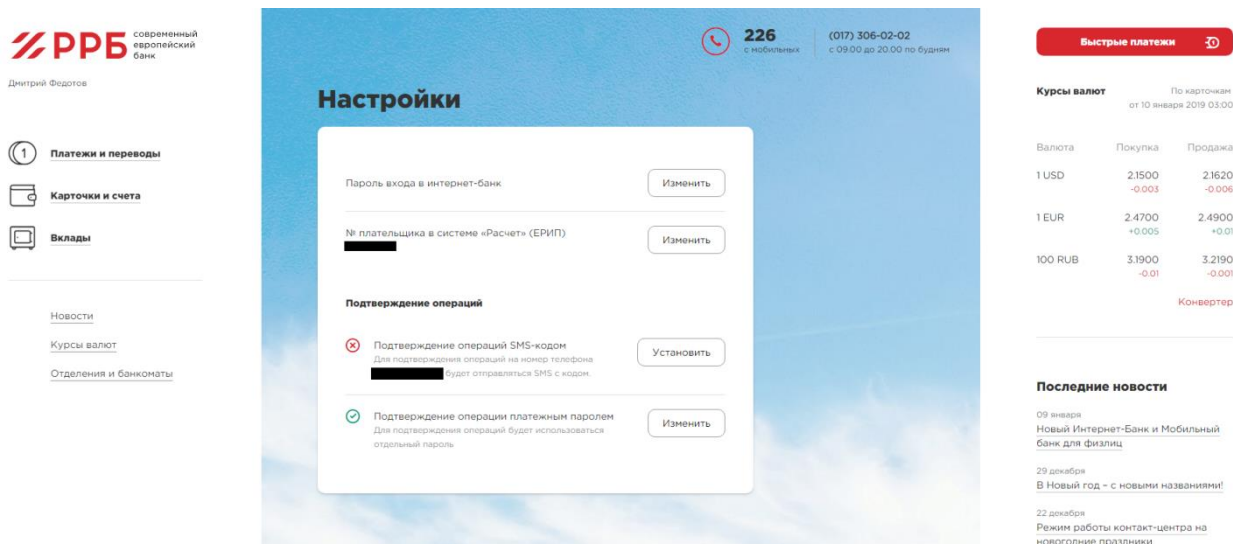 РРБ
современный
европейский
банк
Дмитрий Федотов
1
Платежи и переводы
Карточки и счета
Вклады
Новости
Курсы валют
Отделения и банкоматы
226
с мобильных
(017) 306-02-02
с 09.00 до 20.00 по будням
Настройки
Пароль входа в интернет-банк
Изменить
№ плательщика в системе «Расчет» (ЕРИП)
Изменить
Подтверждение операций
Подтверждение операций SMS-кодом
Для подтверждения операций на номер телефона
будет отправляться SMS с кодом.
Установить
Подтверждение операции платежным паролем
Для подтверждения операций будет использоваться
отдельный пароль
Изменить
Быстрые платежи
Курсы валют
По карточкам
от 10 января 2019 03:00
Валюта Покупка Продажа
1 USD 2.1500 2.1620
-0.003 -0.006
1 EUR 2.4700 2.4900
+0.005 +0.01
100 RUB 3.1900 3.2190
-0.01 -0.001
Конвертер
Последние новости
09 января
Новый Интернет-Банк и Мобильный
банк для физлиц
29 декабря
В Новый год – с новыми названиями!
22 декабря
Режим работы контакт-центра на
новогодние праздники